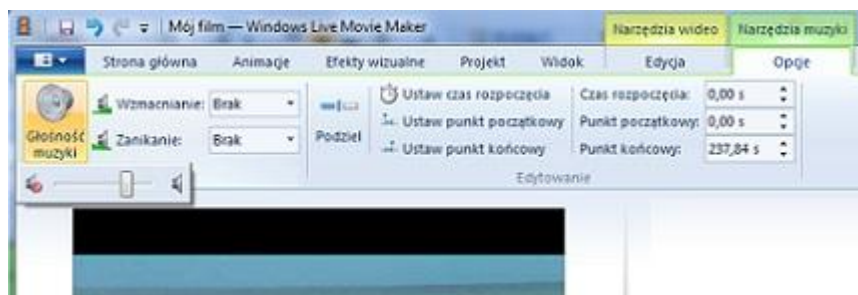 Mój film — Windows Live Movie Maker
Narzędzia wideo
Narzędzia muzyki
Strona główna Animacje Efekty wizualne Projekt Widok Edycja Opcje
Głośność muzyki
Wzmacnianie: Brak
Zanikanie: Brak
Podziel
Ustaw czas rozpoczęcia
Ustaw punkt początkowy
Ustaw punkt końcowy
Czas rozpoczęcia: 0,00 s
Punkt początkowy: 0,00 s
Punkt końcowy: 237,84 s
Edytowanie